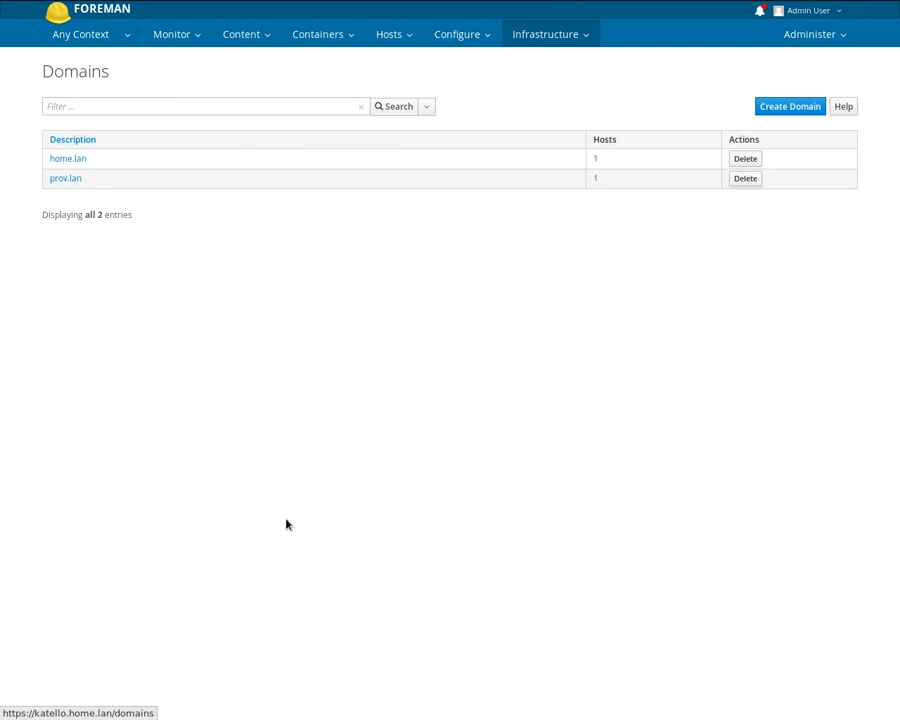 FOREMAN
Admin User
Any Context Monitor Content Containers Hosts Configure Infrastructure Administer
Domains
Filter ... × Search Create Domain Help
Description Hosts Actions
home.lan 1 Delete
prov.lan 1 Delete
Displaying all 2 entries
https://katello.home.lan/domains